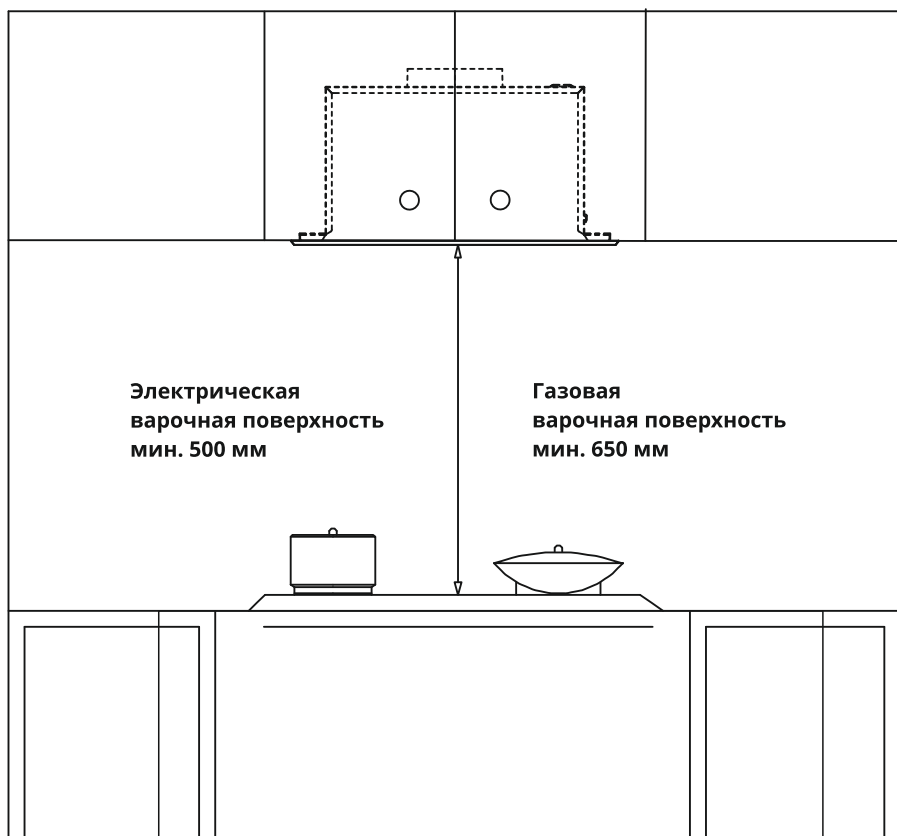 Электрическая
варочная поверхность
мин. 500 мм
Газовая
варочная поверхность
мин. 650 мм